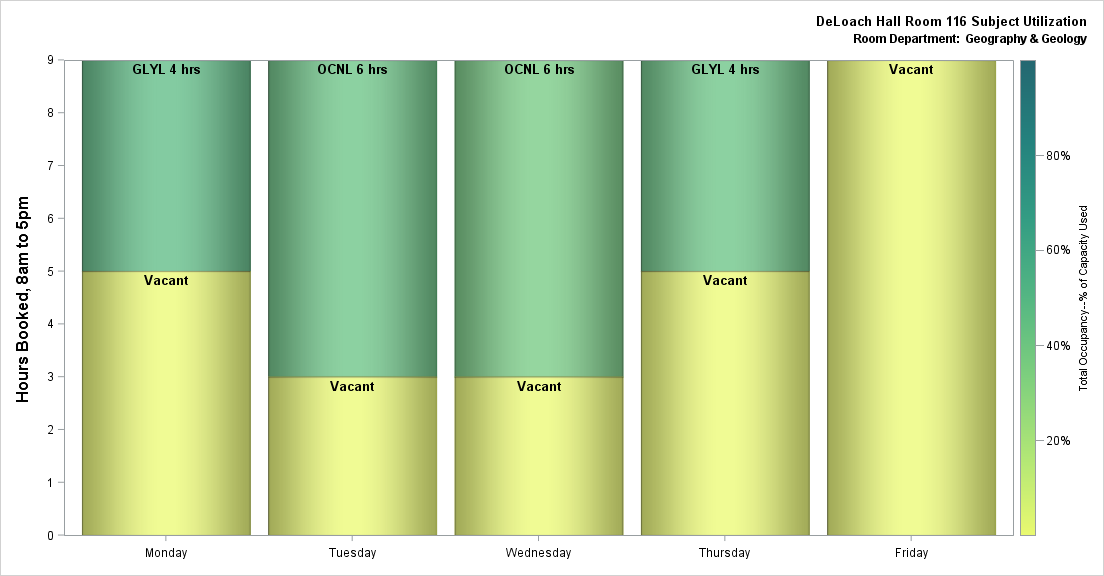 DeLoach Hall Room 116 Subject Utilization
Room Department: Geography & Geology
Hours Booked, 8am to 5pm
9
8
7
6
5
4
3
2
1
0
GLYL 4 hrs
OCNL 6 hrs
OCNL 6 hrs
GLYL 4 hrs
Vacant
Vacant
Vacant
Vacant
Vacant
Monday
Tuesday
Wednesday
Thursday
Friday
80%
60%
40%
20%
Total Occupancy--% of Capacity Used